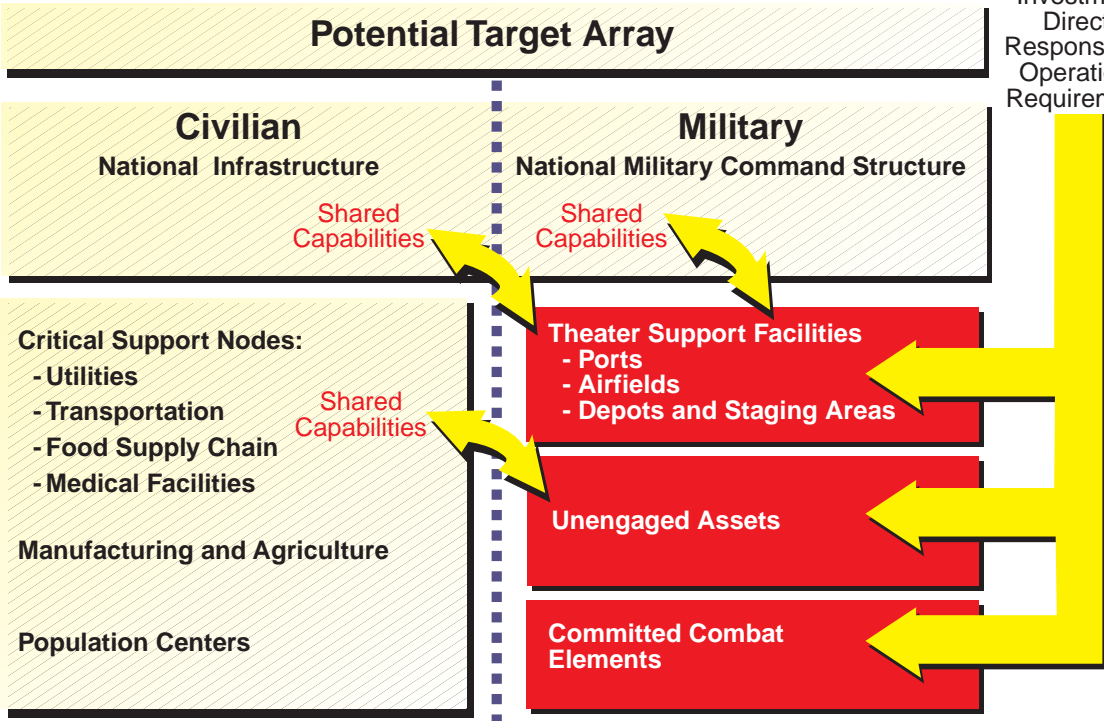 Potential Target Array
Direct
Civilian
National Infrastructure
Military
National Military Command Structure
Shared
Capabilities
Shared
Capabilities
Critical Support Nodes:
- Utilities
- Transportation
- Food Supply Chain
- Medical Facilities
Manufacturing and Agriculture
Population Centers
Shared
Capabilities
Theater Support Facilities
- Ports
- Airfields
- Depots and Staging Areas
Unengaged Assets
Committed Combat
Elements